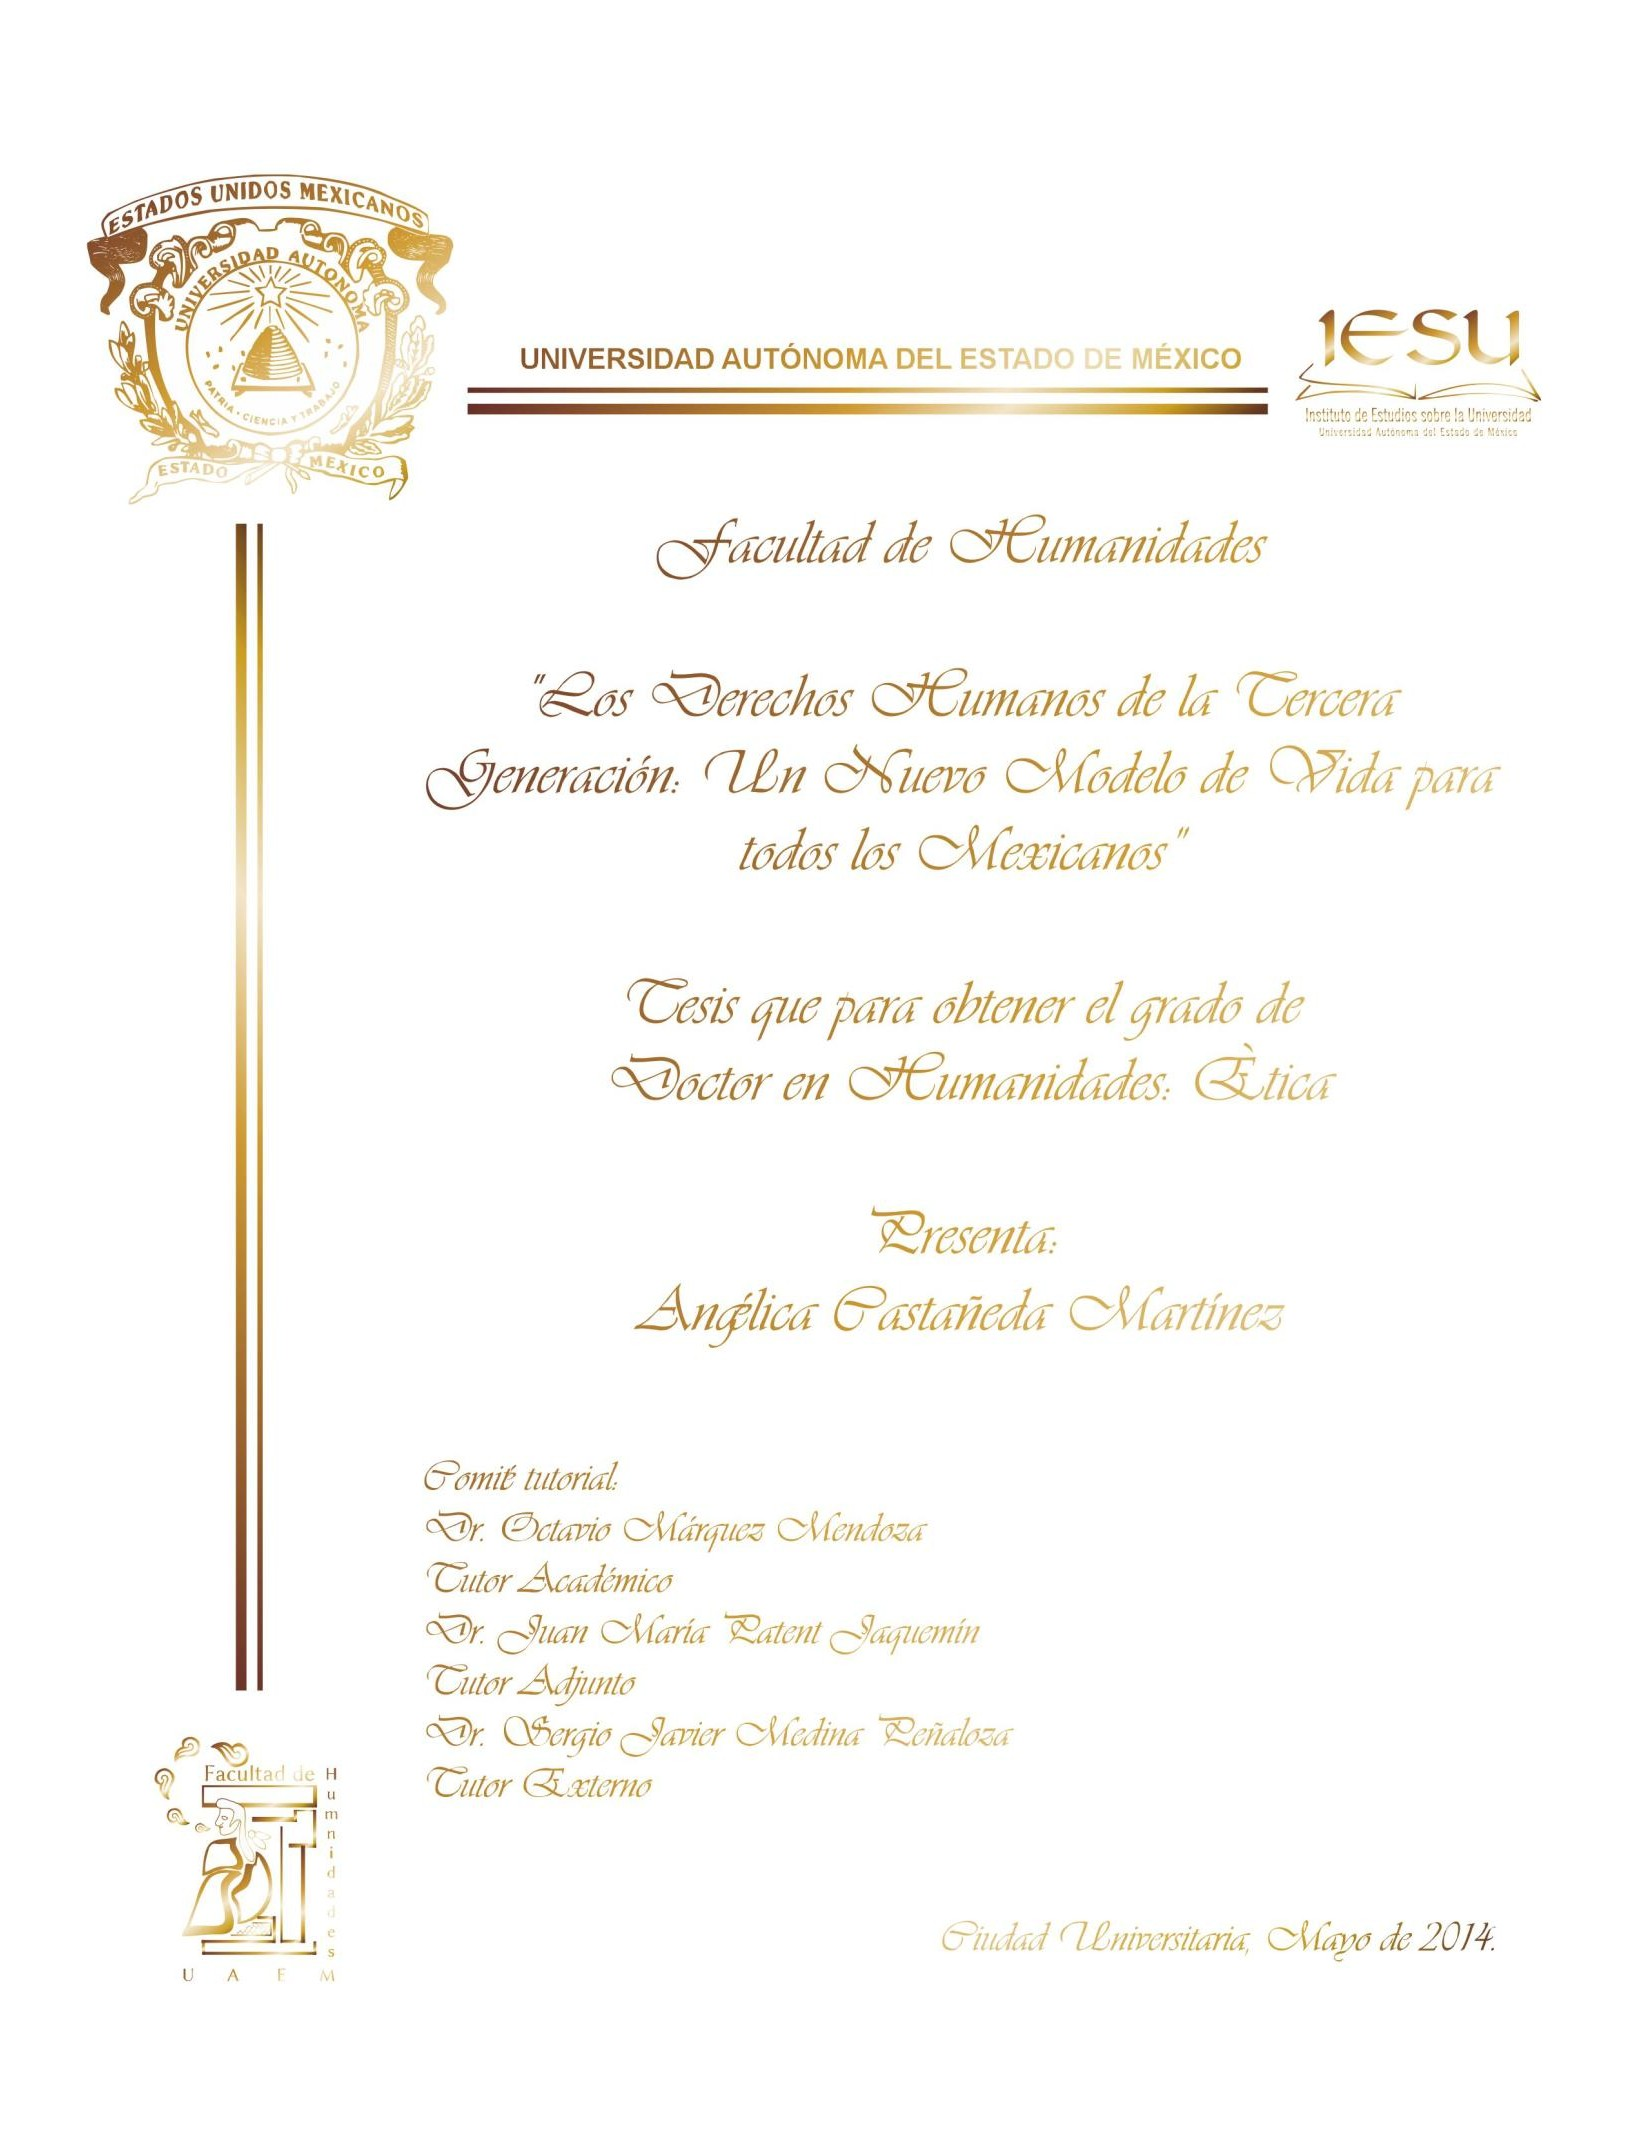 ESTADOS UNIDOS MEXICANOS
UNIVERSIDAD AUTONOMA
PATRIA • CIENCIA Y TRABAJO
ESTADO MEXICO
UNIVERSIDAD AUTÓNOMA DEL ESTADO DE MÉXICO
IESU
Instituto de Estudios sobre la Universidad
Universidad Autónoma del Estado de México
Facultad de Humanidades
"Los Derechos Humanos de la Tercera
Generación: Un Nuevo Modelo de Vida para
todos los Mexicanos"
Tesis que para obtener el grado de
Doctor en Humanidades: Ètica
Presenta:
Angélica Castañeda Martínez
Comité tutorial:
Dr. Octavio Márquez Mendoza
Tutor Académico
Dr. Juan María Patent Jaquemín
Tutor Adjunto
Dr. Sergio Javier Medina Peñaloza
Tutor Externo
Facultad de
Humnidades
UAEM
Ciudad Universitaria, Mayo de 2014.